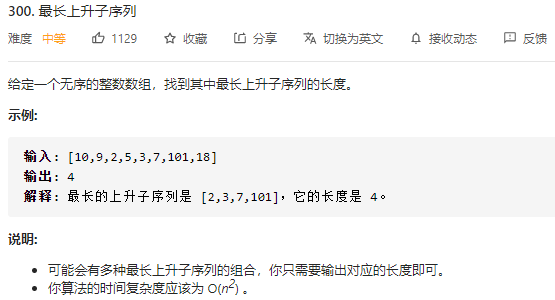 300. 最长上升子序列
难度 中等 1129 收藏 分享 切换为英文 接收动态 反馈
给定一个无序的整数数组，找到其中最长上升子序列的长度。
示例:
输入: [10,9,2,5,3,7,101,18]
输出: 4
解释: 最长的上升子序列是 [2,3,7,101]，它的长度是 4。
说明:
• 可能会有多种最长上升子序列的组合，你只需要输出对应的长度即可。
• 你算法的时间复杂度应该为 O(n²) 。